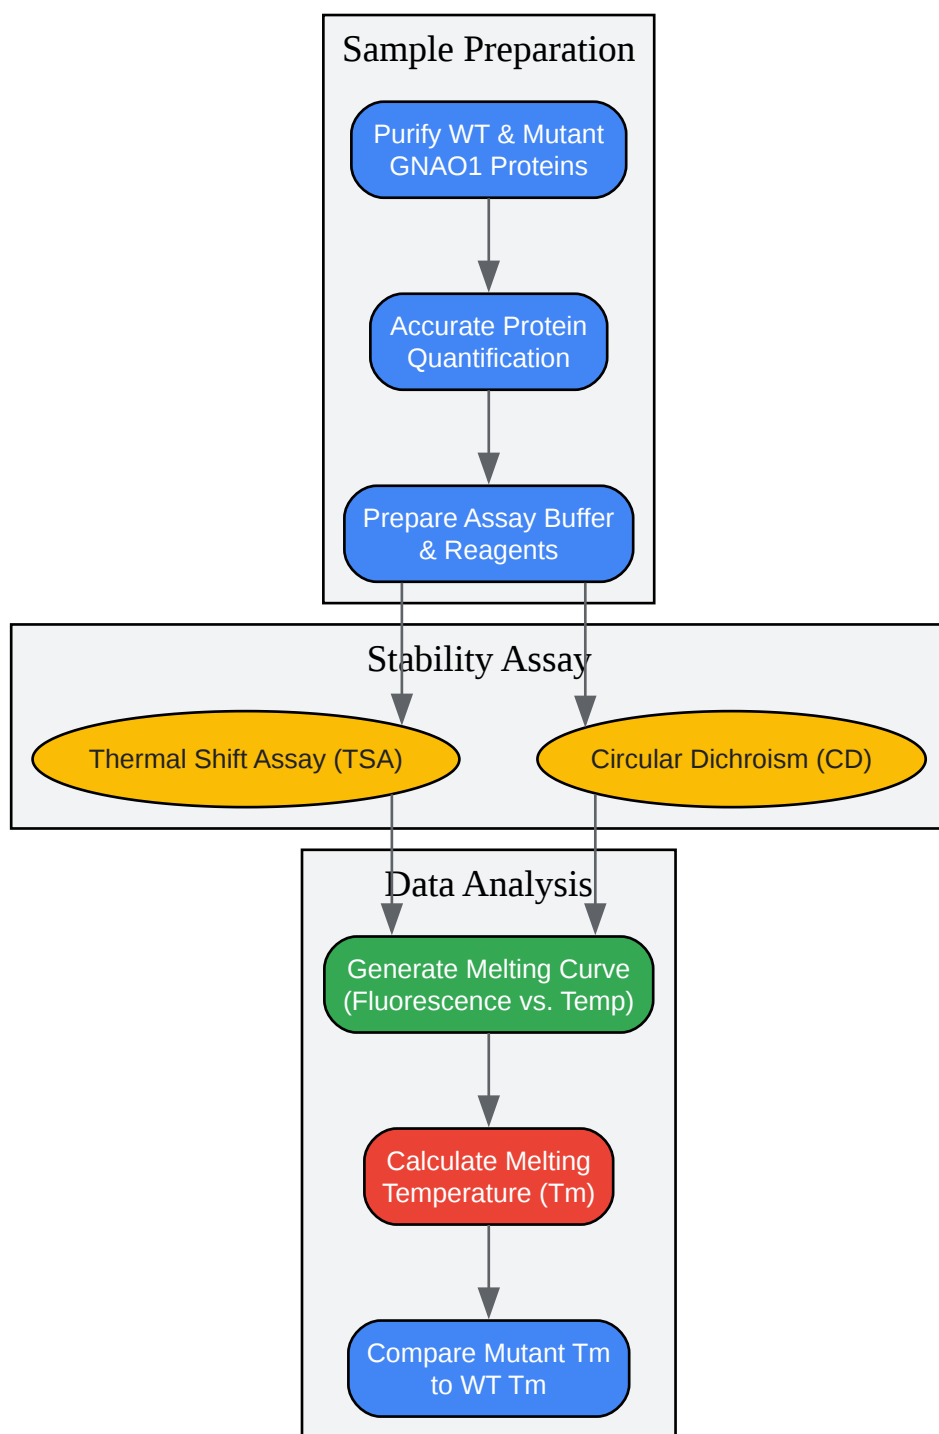 Sample Preparation
Purify WT & Mutant
GNAO1 Proteins
Accurate Protein
Quantification
Prepare Assay Buffer
& Reagents
Stability Assay
Thermal Shift Assay (TSA)
Circular Dichroism (CD)
Data Analysis
Generate Melting Curve
(Fluorescence vs. Temp)
Calculate Melting
Temperature (Tm)
Compare Mutant Tm
to WT Tm